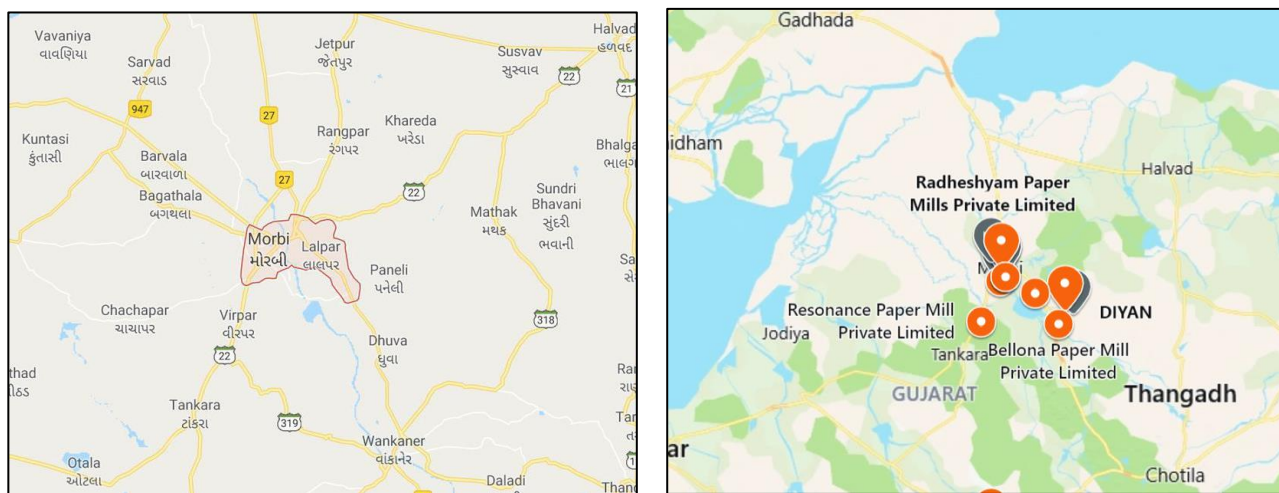 Vavaniya
વાવણિયા
Sarvad
સરવાડ
Jetpur
જેતપુર
Susvav
સુસ્વાવ
Halvad
હળવદ
22
21
947
27
Kuntasi
કુંતાસી
Barvala
બારવાળા
Rangpar
રંગપર
Khareda
ખરેડા
27
22
Bagathala
બગથલા
Mathak
મથક
Sundri
Bhavani
સુંદરી
ભવાની
Morbi
મોરબી
Lalpar
લાલપર
Paneli
પનેલી
Chachapar
ચાચાપર
Virpar
વીરપર
318
22
Dhuva
ધુવા
Tankara
ટંકારા
319
Wankaner
વાંકાનેર
Otala
ઓટલા
Daladi
Gadhada
Halvad
Radheshyam Paper
Mills Private Limited
Resonance Paper Mill
Private Limited
DIYAN
Jodiya
Tankara
Bellona Paper Mill
Private Limited
GUJARAT
Thangadh
Chotila